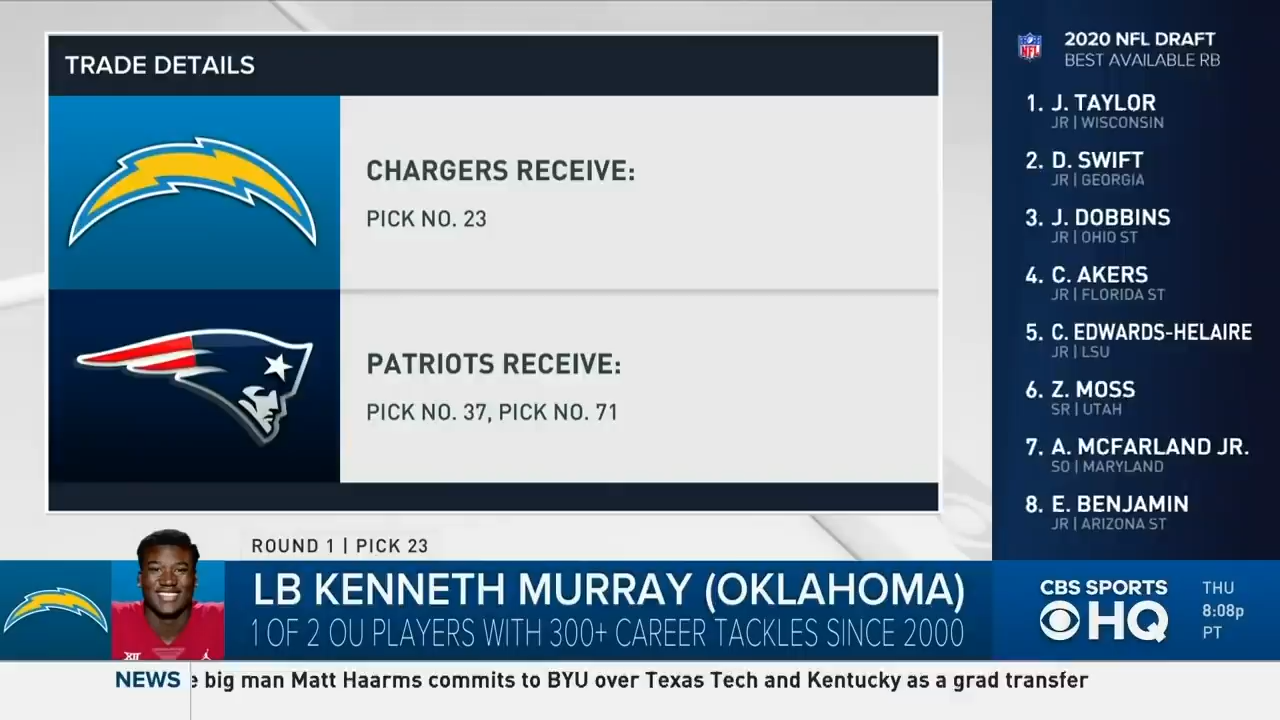 TRADE DETAILS
CHARGERS RECEIVE:
PICK NO. 23
PATRIOTS RECEIVE:
PICK NO. 37, PICK NO. 71
NFL
2020 NFL DRAFT
BEST AVAILABLE RB
1. J. TAYLOR
JR | WISCONSIN
2. D. SWIFT
JR | GEORGIA
3. J. DOBBINS
JR | OHIO ST
4. C. AKERS
JR | FLORIDA ST
5. C. EDWARDS-HELAIRE
JR | LSU
6. Z. MOSS
SR | UTAH
7. A. MCFARLAND JR.
SO | MARYLAND
8. E. BENJAMIN
JR | ARIZONA ST
ROUND 1 | PICK 23
LB KENNETH MURRAY (OKLAHOMA)
1 OF 2 OU PLAYERS WITH 300+ CAREER TACKLES SINCE 2000
XII
CBS SPORTS
HQ
THU
8:08p
PT
NEWS e big man Matt Haarms commits to BYU over Texas Tech and Kentucky as a grad transfer